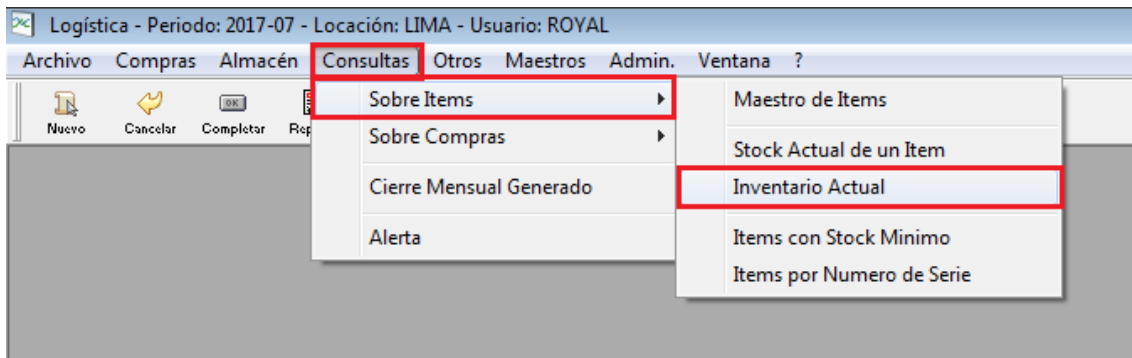 Logística - Periodo: 2017-07 - Locación: LIMA - Usuario: ROYAL
Archivo Compras Almacén Consultas Otros Maestros Admin. Ventana ?
Nuevo Cancelar Completar
Sobre Items
Sobre Compras
Cierre Mensual Generado
Alerta
Maestro de Items
Stock Actual de un Item
Inventario Actual
Items con Stock Minimo
Items por Numero de Serie